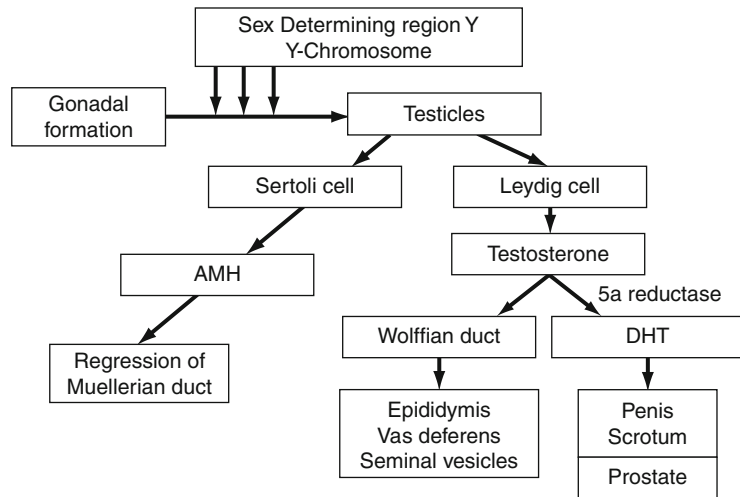 Sex Determining region Y
Y-Chromosome
Gonadal
formation
Testicles
Sertoli cell
Leydig cell
AMH
Testosterone
5a reductase
Regression of
Muellerian duct
Wolffian duct
DHT
Epididymis
Vas deferens
Seminal vesicles
Penis
Scrotum
Prostate